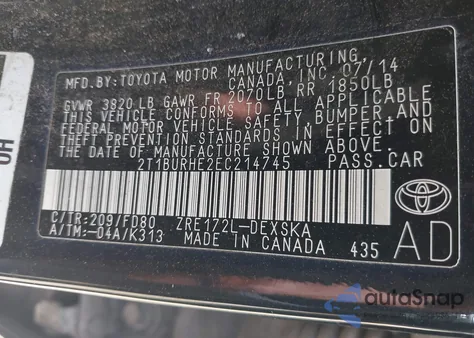 MFD.BY:TOYOTA MOTOR MANUFACTURING,
CANADA, INC. 07/14
GVWR 3820 LB GAWR FR 2070LB, RR 1850LB
THIS VEHICLE CONFORMS TO ALL APPLICABLE
FEDERAL MOTOR VEHICLE SAFETY, BUMPER, AND
THEFT PREVENTION STANDARDS IN EFFECT ON
THE DATE OF MANUFACTURE SHOWN ABOVE.
2T1BURHE2EC214745 PASS.CAR
C/TR:209/FD80 ZRE172L-DEXSKA
A/TM:-04A/K313 MADE IN CANADA 435
TOYOTA
AD
HO
autoSnap